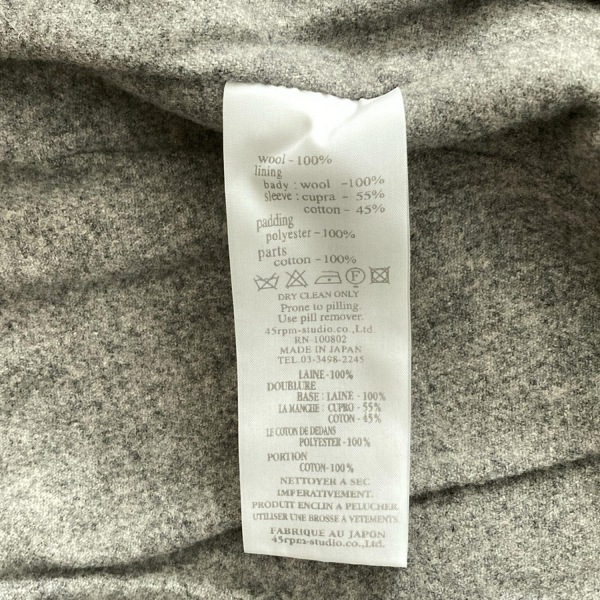 wool - 100%
lining
bady : wool - 100%
sleeve : cupra - 55%
cotton - 45%
padding
polyester - 100%
parts
cotton - 100%
F
DRY CLEAN ONLY
Prone to pilling.
Use pill remover.
45rpm-studio.co.,Ltd.
RN-100802
MADE IN JAPAN
TEL.03-3498-2245
LAINE - 100%
DOUBLURE
BASE : LAINE - 100%
LA MANCHE : CUPRO - 55%
COTON - 45%
LE COTON DE DEDANS
POLYESTER - 100%
PORTION
COTON - 100%
NETTOYER A SEC
IMPERATIVEMENT.
PRODUIT ENCLIN A PELUCHER.
UTILISER UNE BROSSE A VETEMENTS.
FABRIQUE AU JAPON
45rpm-studio.co.,Ltd.